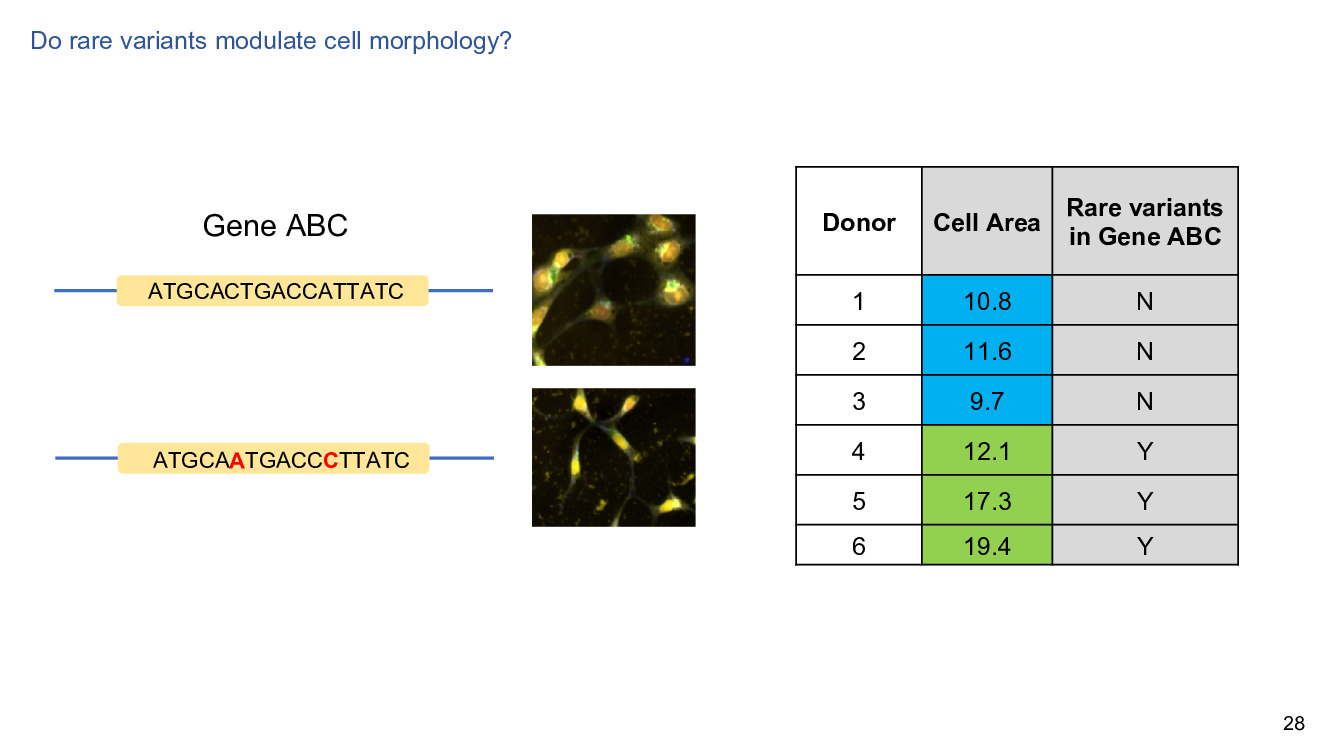 Do rare variants modulate cell morphology?
Gene ABC
ATGCACTGACCATTATC
ATGCAATGACCCTTATC
Donor Cell Area Rare variants in Gene ABC
1 10.8 N
2 11.6 N
3 9.7 N
4 12.1 Y
5 17.3 Y
6 19.4 Y
28